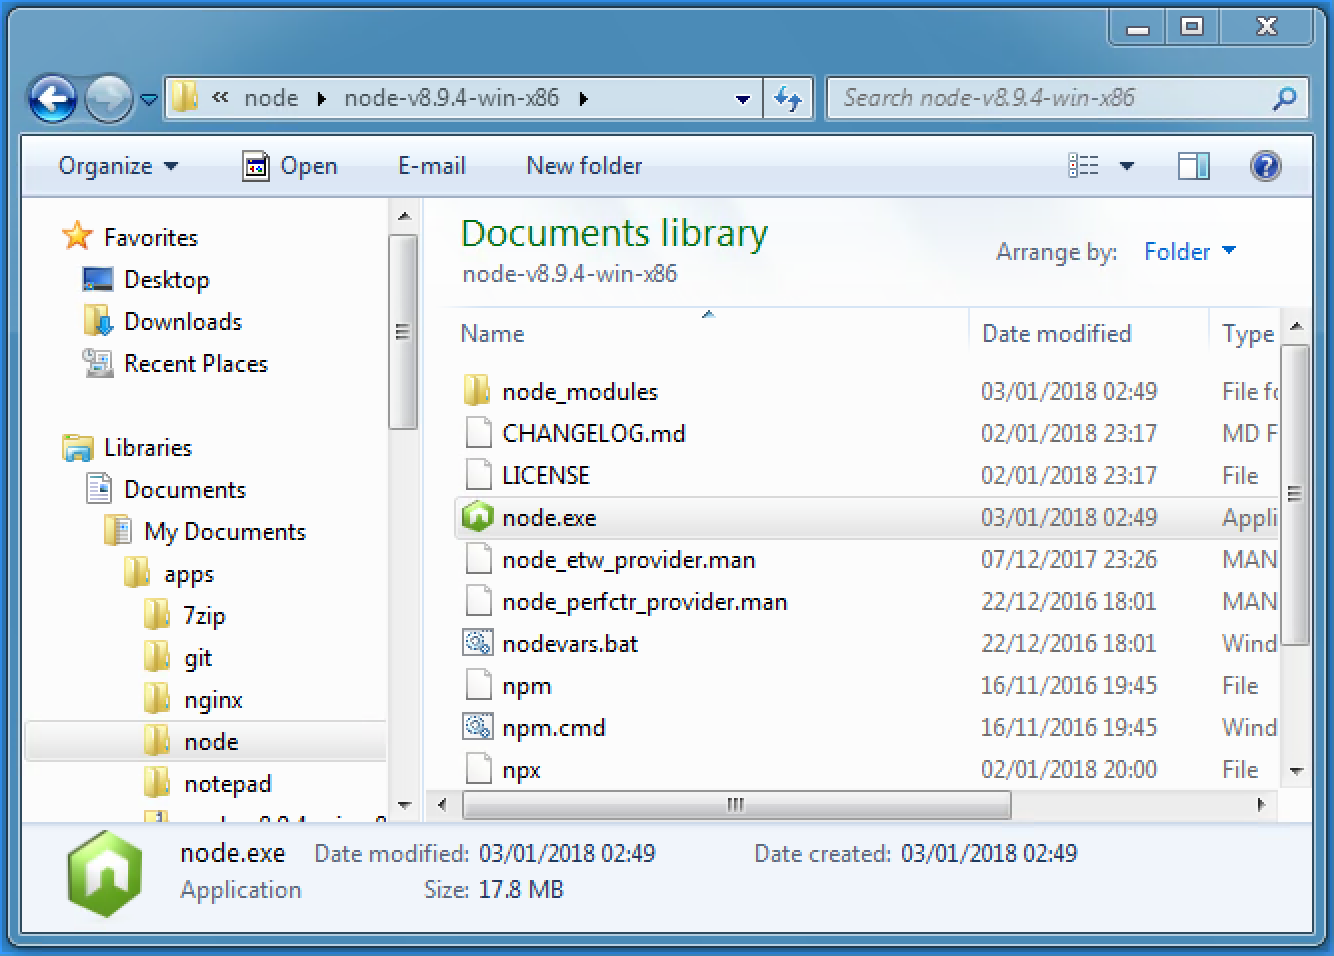 « node ▸ node-v8.9.4-win-x86 ▸
Search node-v8.9.4-win-x86
Organize Open E-mail New folder
Favorites
Desktop
Downloads
Recent Places
Libraries
Documents
My Documents
apps
7zip
git
nginx
node
notepad
Documents library
node-v8.9.4-win-x86
Arrange by: Folder
Name Date modified Type
node_modules 03/01/2018 02:49 File
CHANGELOG.md 02/01/2018 23:17 MD F
LICENSE 02/01/2018 23:17 File
node.exe 03/01/2018 02:49 Appli
node_etw_provider.man 07/12/2017 23:26 MAN
node_perfctr_provider.man 22/12/2016 18:01 MAN
nodevars.bat 22/12/2016 18:01 Wind
npm 16/11/2016 19:45 File
npm.cmd 16/11/2016 19:45 Wind
npx 02/01/2018 20:00 File
node.exe Date modified: 03/01/2018 02:49 Date created: 03/01/2018 02:49
Application Size: 17.8 MB